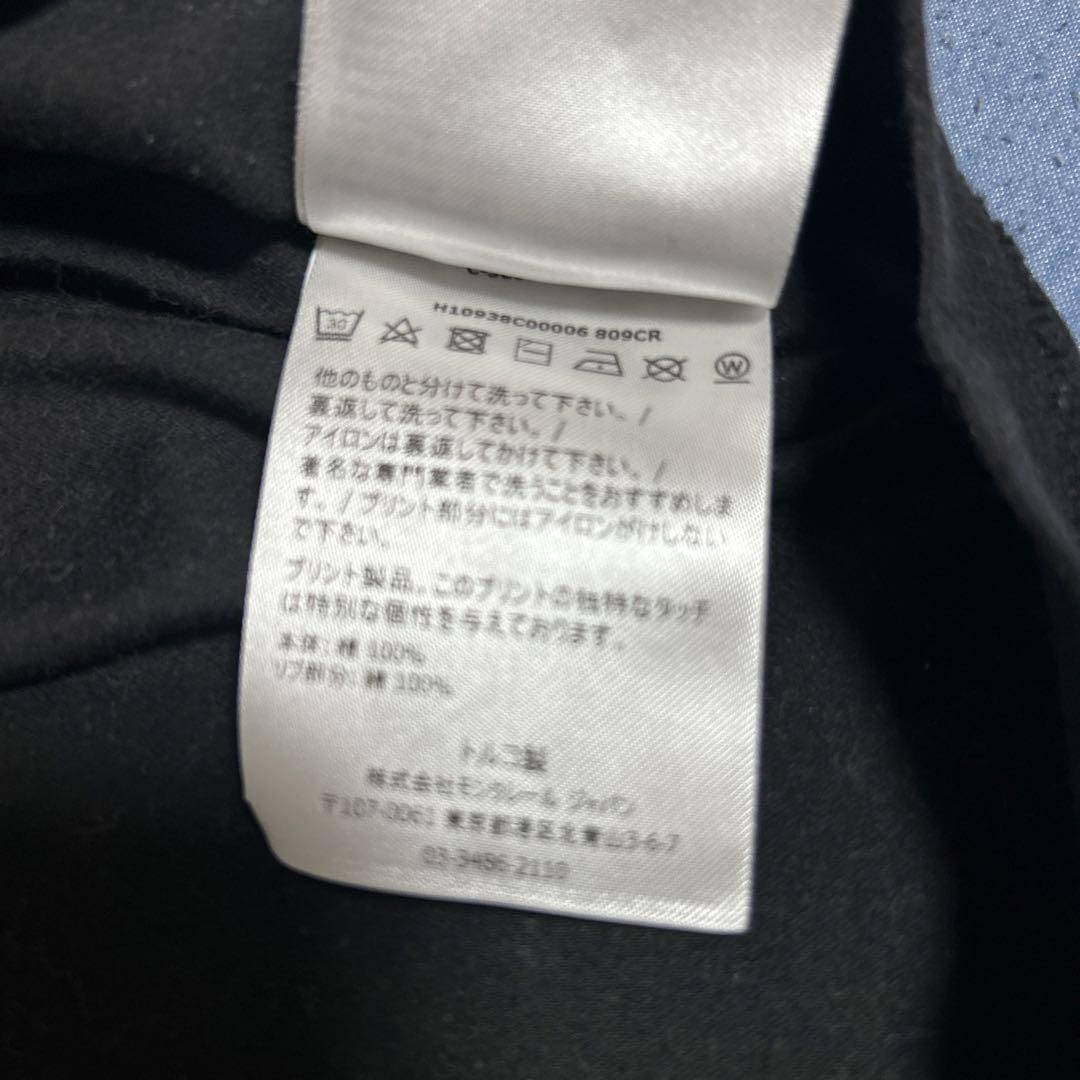 H10938C00006 809CR
30
W
他のものと分けて洗って下さい。/
裏返して洗って下さい。/
アイロンは裏返してかけて下さい。/
著名な専門業者で洗うことをおすすめしま
す。/プリント部分にはアイロンがけしない
で下さい。
プリント製品。このプリントの独特なタッチ
は特別な個性を与えております。
本体: 綿 100%
リブ部分: 綿 100%
トルコ製
株式会社モンクレール ジャパン
〒107-0061 東京都港区北青山3-6-7
03-3486-2110